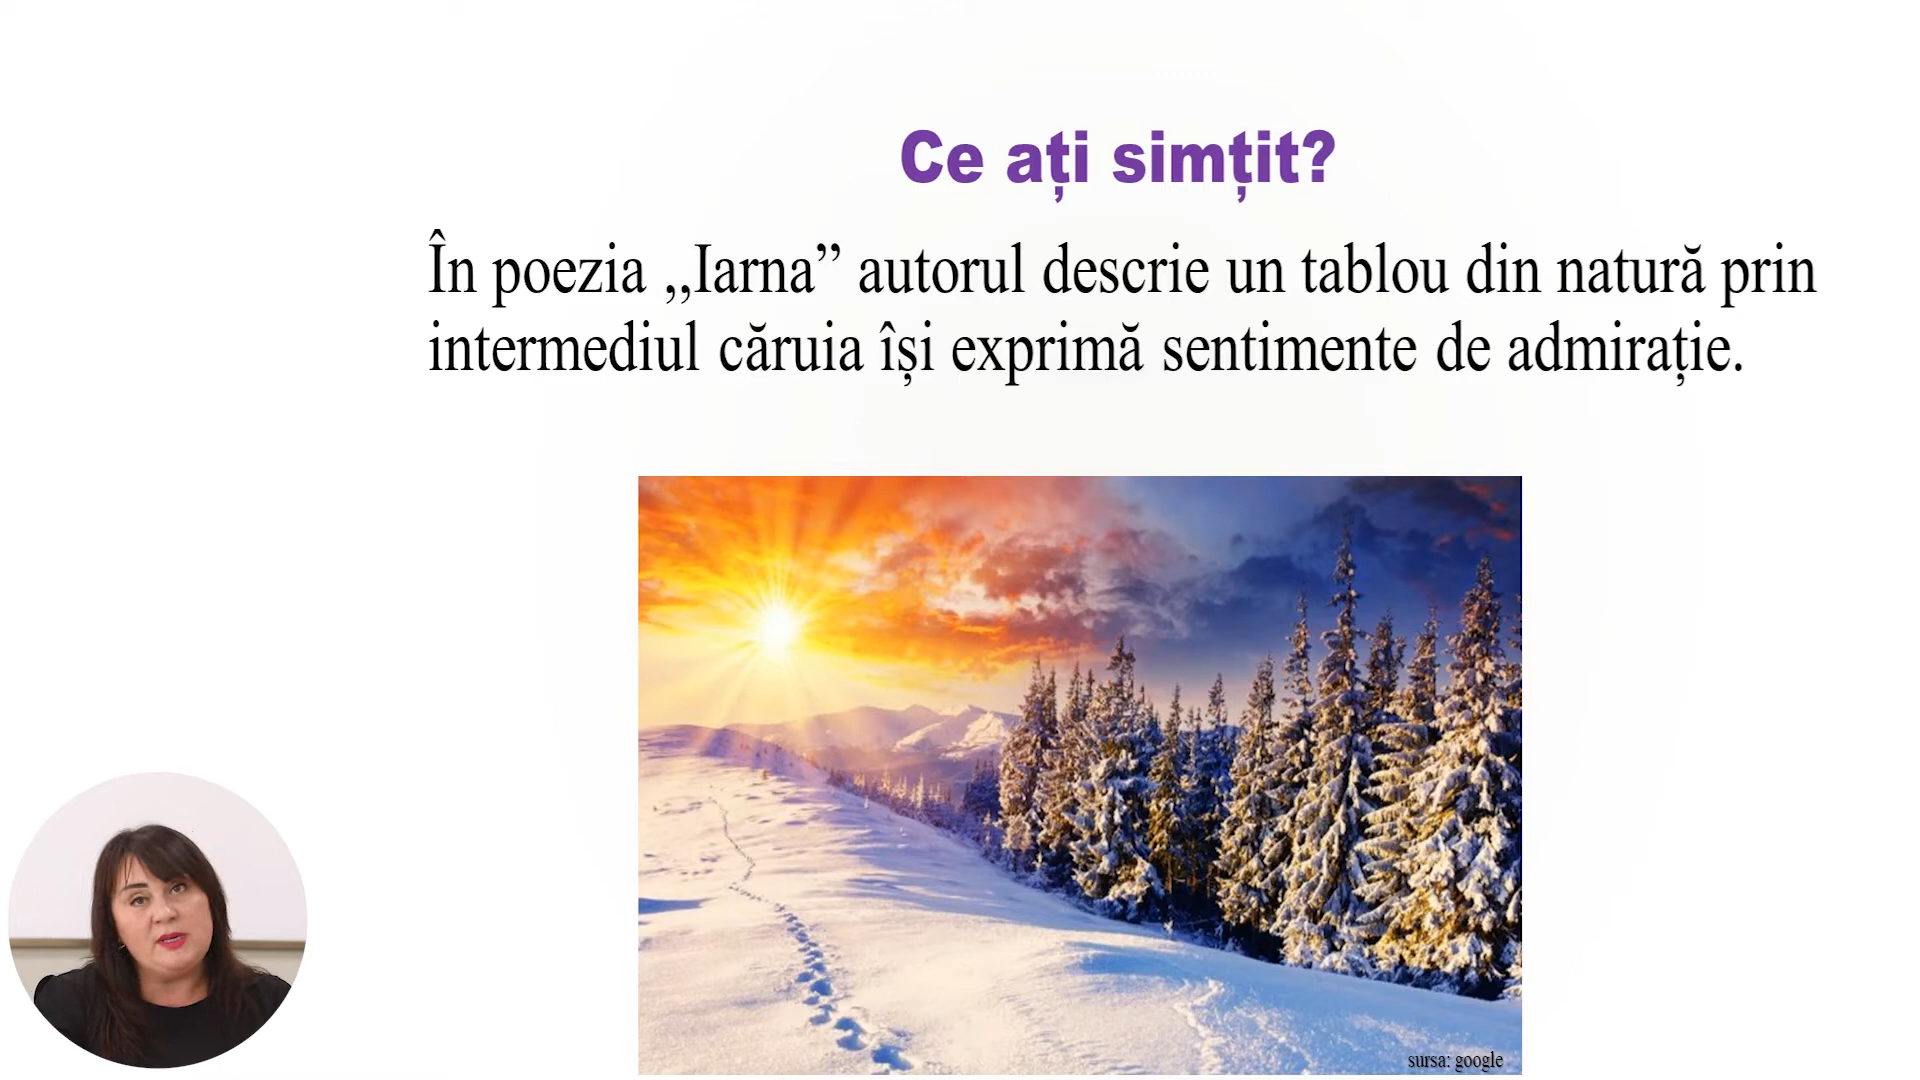 Ce ați simțit?
În poezia ,,Iarna” autorul descrie un tablou din natură prin
intermediul căruia își exprimă sentimente de admirație.
sursa: google